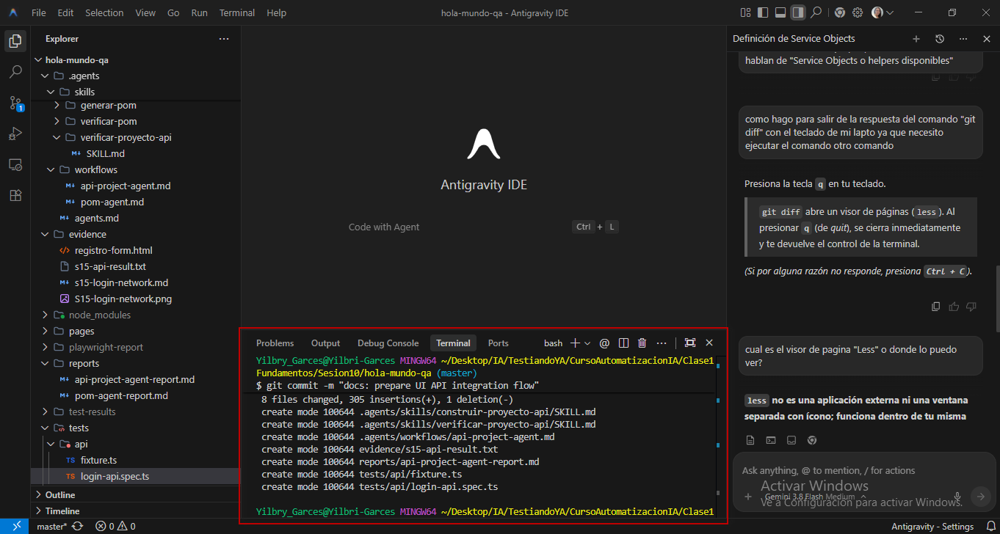 File Edit Selection View Go Run Terminal Help
hola-mundo-qa - Antigravity IDE
Explorer
hola-mundo-qa
.agents
skills
generar-pom
verificar-pom
verificar-proyecto-api
SKILL.md
workflows
api-project-agent.md
pom-agent.md
agents.md
evidence
registro-form.html
s15-api-result.txt
s15-login-network.md
S15-login-network.png
node_modules
pages
playwright-report
reports
api-project-agent-report.md
pom-agent-report.md
test-results
tests
api
TS fixture.ts
TS login-api.spec.ts
Outline
Timeline
1
Antigravity IDE
Code with Agent Ctrl + L
Problems Output Debug Console Terminal Ports bash
Yilbry_Garces@Yilbri-Garces MINGW64 ~/Desktop/IA/TestiandoYA/CursoAutomatizacionIA/Clase1
Fundamentos/Sesion10/hola-mundo-qa (master)
$ git commit -m "docs: prepare UI API integration flow"
8 files changed, 305 insertions(+), 1 deletion(-)
create mode 100644 .agents/skills/construir-proyecto-api/SKILL.md
create mode 100644 .agents/skills/verificar-proyecto-api/SKILL.md
create mode 100644 .agents/workflows/api-project-agent.md
create mode 100644 evidence/s15-api-result.txt
create mode 100644 reports/api-project-agent-report.md
create mode 100644 tests/api/fixture.ts
create mode 100644 tests/api/login-api.spec.ts
Yilbry_Garces@Yilbri-Garces MINGW64 ~/Desktop/IA/TestiandoYA/CursoAutomatizacionIA/Clase1
Definición de Service Objects
hablan de "Service Objects o helpers disponibles"
como hago para salir de la respuesta del comando "git
diff" con el teclado de mi lapto ya que necesito
ejecutar el comando otro comando
Presiona la tecla q en tu teclado.
git diff abre un visor de páginas ( less ). Al
presionar q (de quit), se cierra inmediatamente
y te devuelve el control de la terminal.
(Si por alguna razón no responde, presiona Ctrl + C ).
cual es el visor de pagina "Less" o donde lo puedo
ver?
less no es una aplicación externa ni una ventana
separada con ícono; funciona dentro de tu misma
Ask anything, @ to mention, / for actions
Activar Windows
Gemini 3.8 Flash Medium
Ve a Configuración para activar Windows.
master* 0 0
Antigravity - Settings